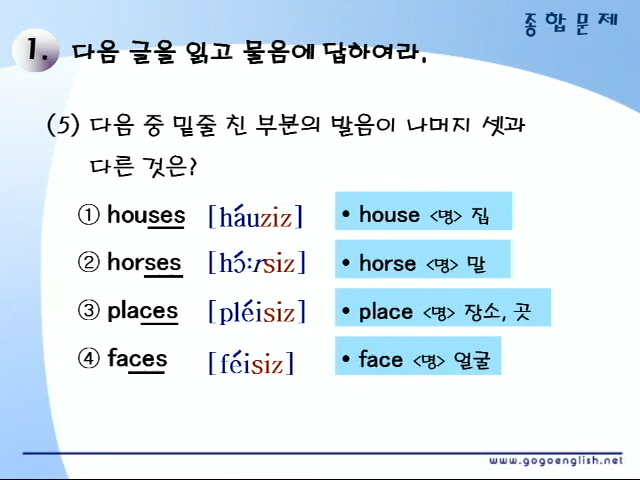 종합문제
1. 다음 글을 읽고 물음에 답하여라.
(5) 다음 중 밑줄 친 부분의 발음이 나머지 셋과
다른 것은?
① houses [háuziz] • house <명> 집
② horses [hɔ́ːrsiz] • horse <명> 말
③ places [pléisiz] • place <명> 장소, 곳
④ faces [féisiz] • face <명> 얼굴
www.gogoenglish.net